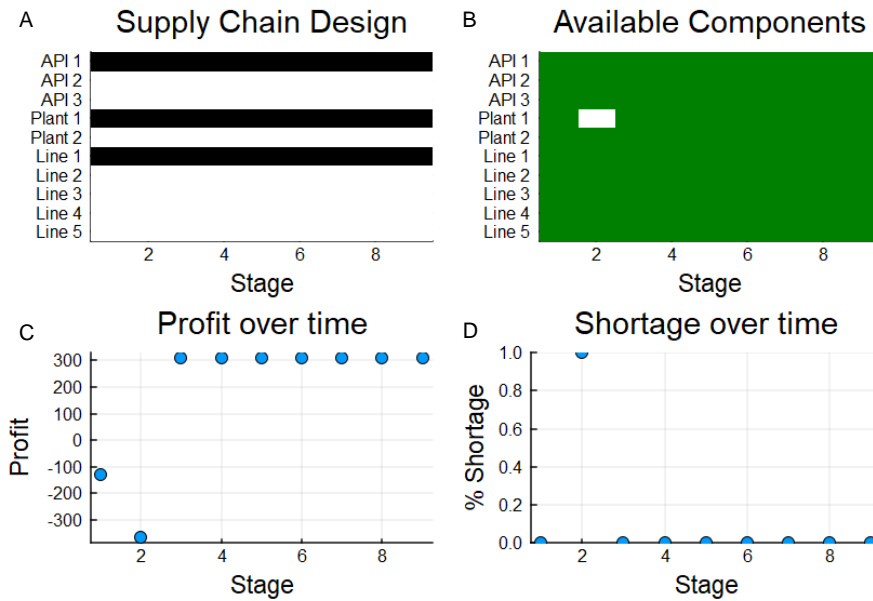 A Supply Chain Design
API 1
API 2
API 3
Plant 1
Plant 2
Line 1
Line 2
Line 3
Line 4
Line 5
2 4 6 8
Stage
B Available Components
API 1
API 2
API 3
Plant 1
Plant 2
Line 1
Line 2
Line 3
Line 4
Line 5
2 4 6 8
Stage
C Profit over time
Profit
300
200
100
0
-100
-200
-300
2 4 6 8
Stage
D Shortage over time
% Shortage
1.0
0.8
0.6
0.4
0.2
0.0
2 4 6 8
Stage